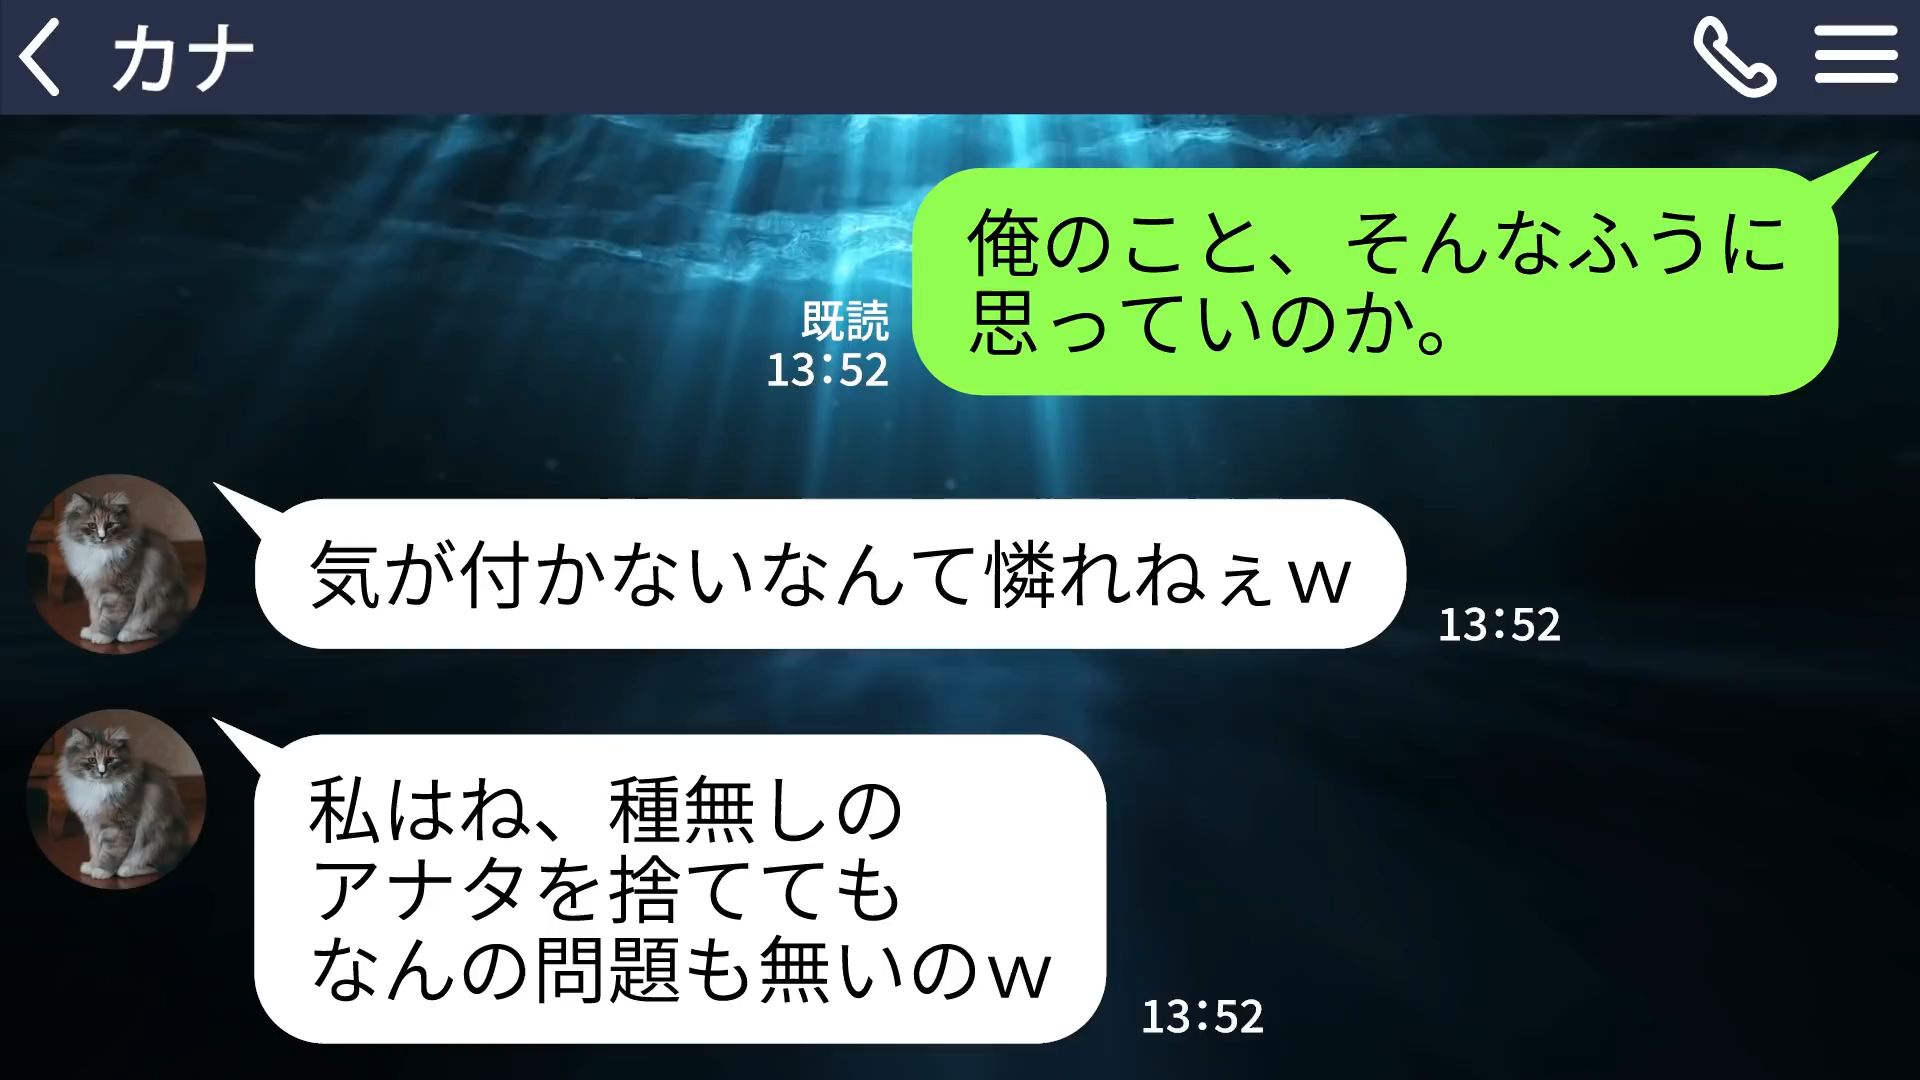 カナ
俺のこと、そんなふうに
思っていのか。
既読
13:52
気が付かないなんて憐れねぇｗ
13:52
私はね、種無しの
アナタを捨てても
なんの問題も無いのｗ
13:52